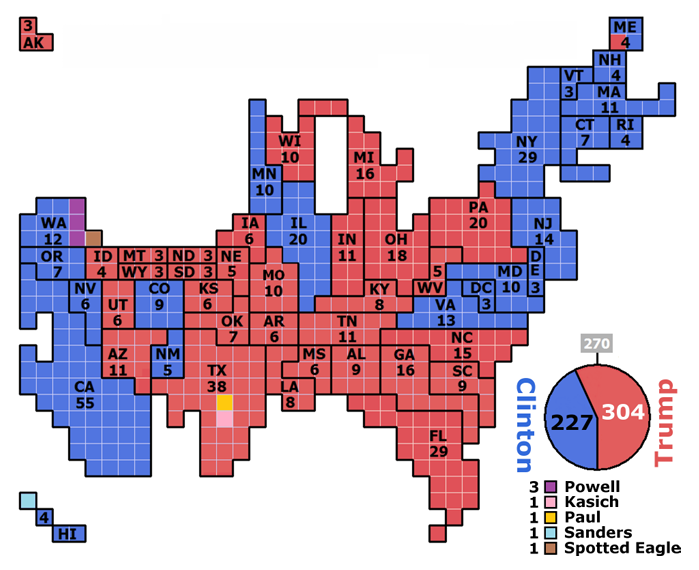 3
AK
ME
4
NH
4
VT
3
MA
11
CT
7
RI
4
NY
29
WI
10
MI
16
MN
10
PA
20
WA
12
IA
6
IL
20
NJ
14
OR
7
ID
4
MT 3
ND 3
NE
5
IN
11
OH
18
WY 3
SD 3
MO
10
5
WV
MD
10
D
E
3
NV
6
UT
6
CO
9
KS
6
KY
8
DC
3
VA
13
OK
7
AR
6
TN
11
NC
15
AZ
11
NM
5
TX
38
MS
6
AL
9
GA
16
SC
9
CA
55
LA
8
FL
29
4
HI
270
Clinton
227
304
Trump
3 Powell
1 Kasich
1 Paul
1 Sanders
1 Spotted Eagle